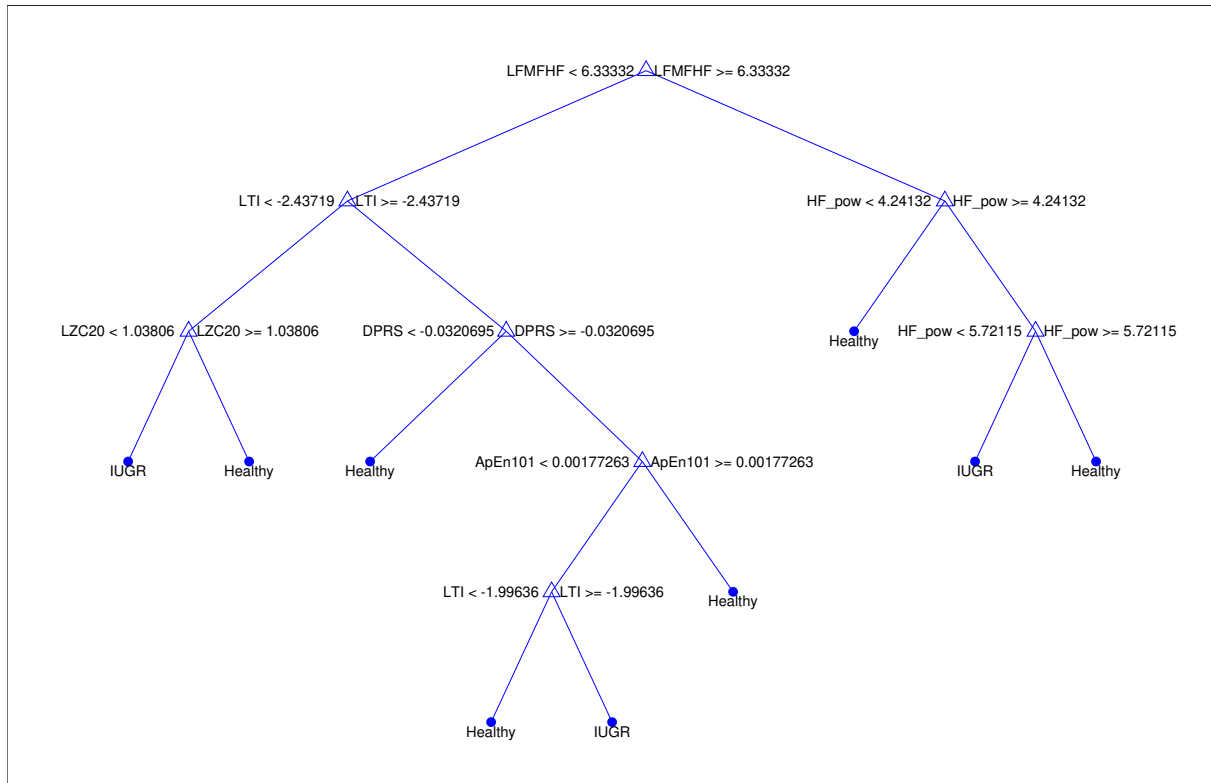 LFMFHF < 6.33332 LFMFHF >= 6.33332
LTI < -2.43719 LTI >= -2.43719
HF_pow < 4.24132 HF_pow >= 4.24132
LZC20 < 1.03806 LZC20 >= 1.03806
DPRS < -0.0320695 DPRS >= -0.0320695
Healthy
HF_pow < 5.72115 HF_pow >= 5.72115
IUGR
Healthy
Healthy
ApEn101 < 0.00177263 ApEn101 >= 0.00177263
IUGR
Healthy
LTI < -1.99636 LTI >= -1.99636
Healthy
Healthy
IUGR